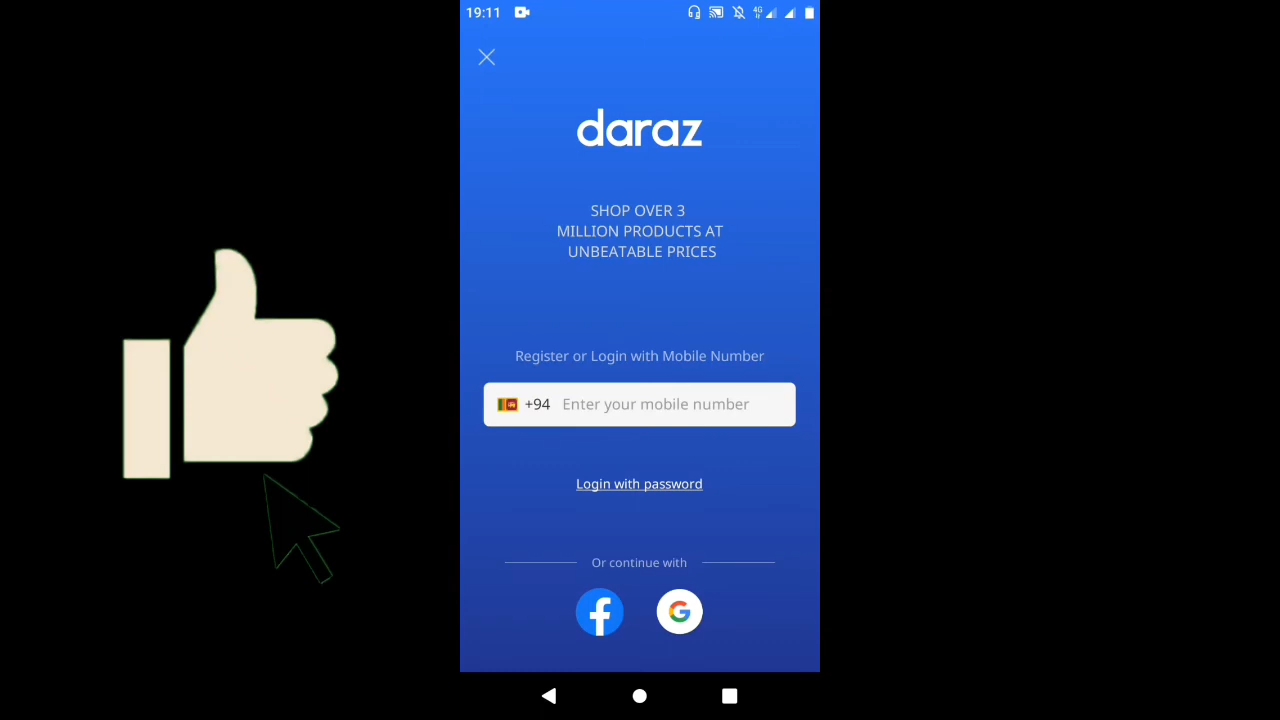 19:11
4G
daraz
SHOP OVER 3
MILLION PRODUCTS AT
UNBEATABLE PRICES
Register or Login with Mobile Number
+94 Enter your mobile number
Login with password
Or continue with